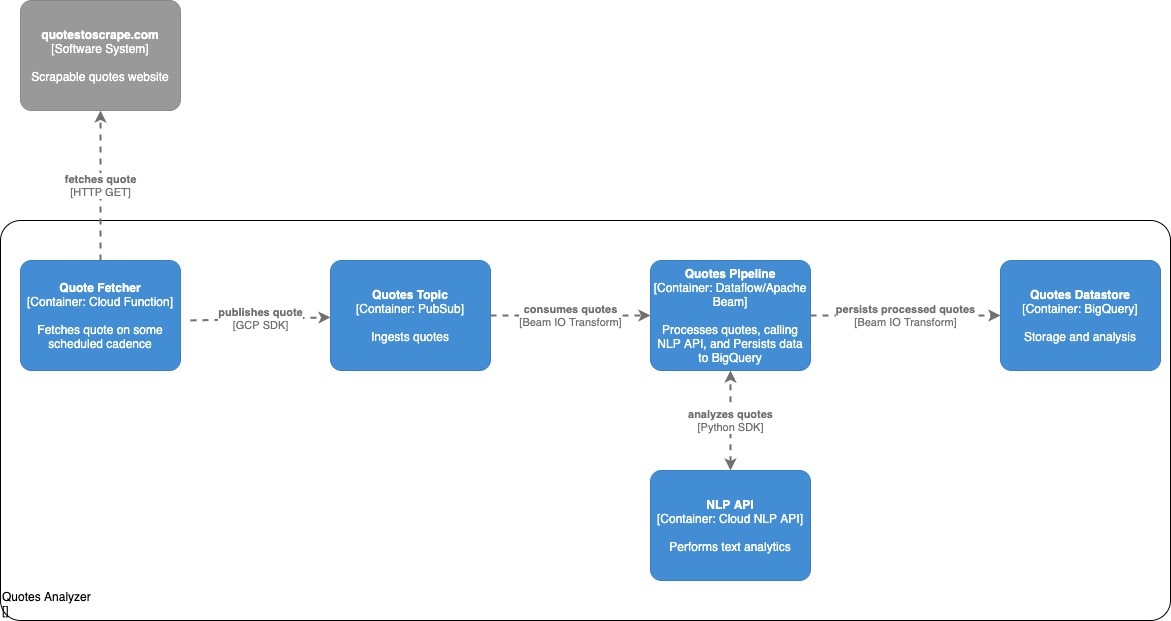 quotestoscrape.com
[Software System]
Scrapable quotes website
fetches quote
[HTTP GET]
Quote Fetcher
[Container: Cloud Function]
Fetches quote on some
scheduled cadence
publishes quote
[GCP SDK]
Quotes Topic
[Container: PubSub]
Ingests quotes
consumes quotes
[Beam IO Transform]
Quotes Pipeline
[Container: Dataflow/Apache
Beam]
Processes quotes, calling
NLP API, and Persists data
to BigQuery
persists processed quotes
[Beam IO Transform]
Quotes Datastore
[Container: BigQuery]
Storage and analysis
analyzes quotes
[Python SDK]
NLP API
[Container: Cloud NLP API]
Performs text analytics
Quotes Analyzer
[]